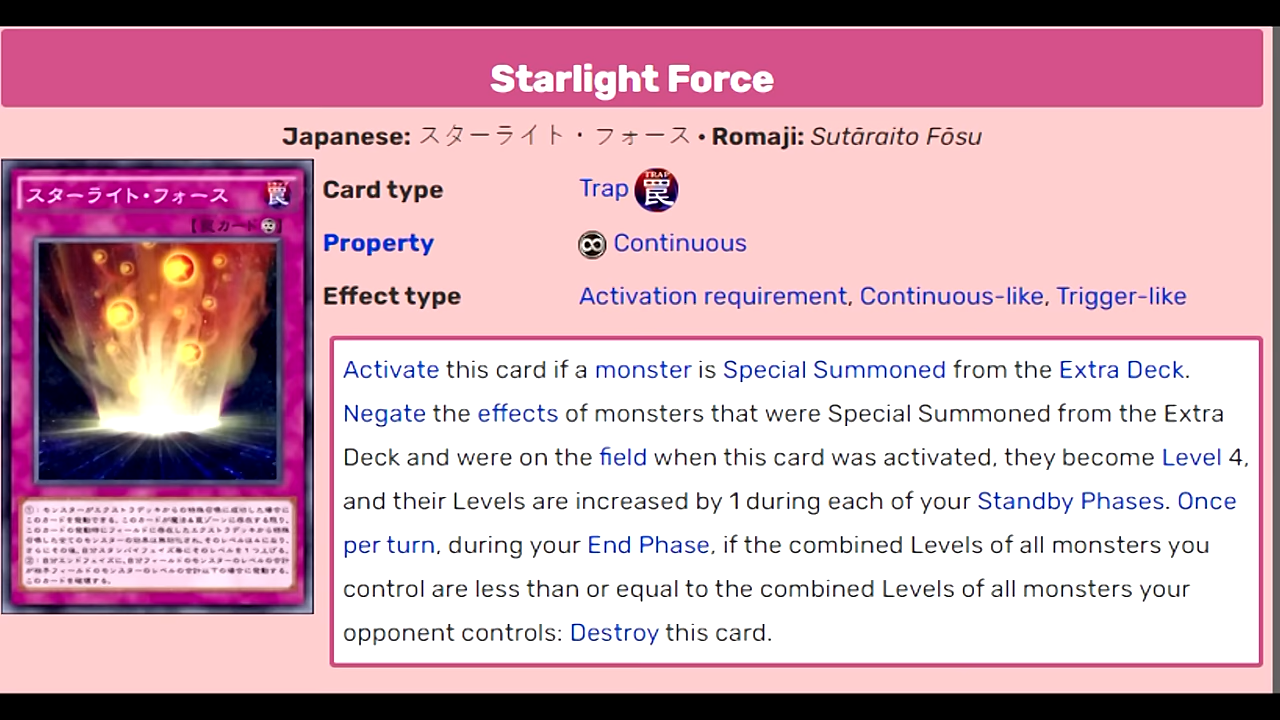 Starlight Force
Japanese: スターライト・フォース • Romaji: Sutāraito Fōsu
スターライト・フォース 罠
【罠カード】
Card type Trap TRAP 罠
Property Continuous
Effect type Activation requirement, Continuous-like, Trigger-like
Activate this card if a monster is Special Summoned from the Extra Deck.
Negate the effects of monsters that were Special Summoned from the Extra
Deck and were on the field when this card was activated, they become Level 4,
and their Levels are increased by 1 during each of your Standby Phases. Once
per turn, during your End Phase, if the combined Levels of all monsters you
control are less than or equal to the combined Levels of all monsters your
opponent controls: Destroy this card.